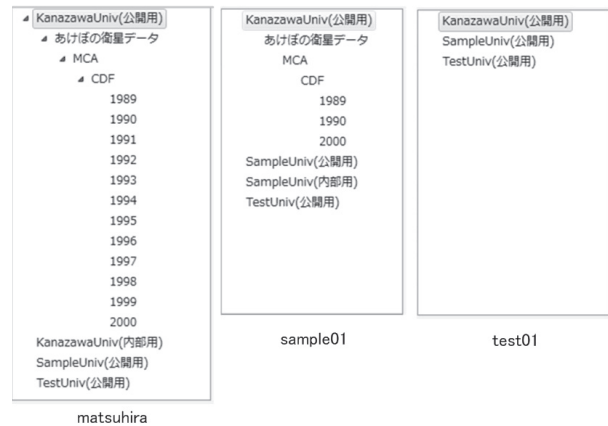 KanazawaUniv(公開用)
あけぼの衛星データ
MCA
CDF
1989
1990
1991
1992
1993
1994
1995
1996
1997
1998
1999
2000
KanazawaUniv(内部用)
SampleUniv(公開用)
TestUniv(公開用)
matsuhira
KanazawaUniv(公開用)
あけぼの衛星データ
MCA
CDF
1989
1990
2000
SampleUniv(公開用)
SampleUniv(内部用)
TestUniv(公開用)
sample01
KanazawaUniv(公開用)
SampleUniv(公開用)
TestUniv(公開用)
test01